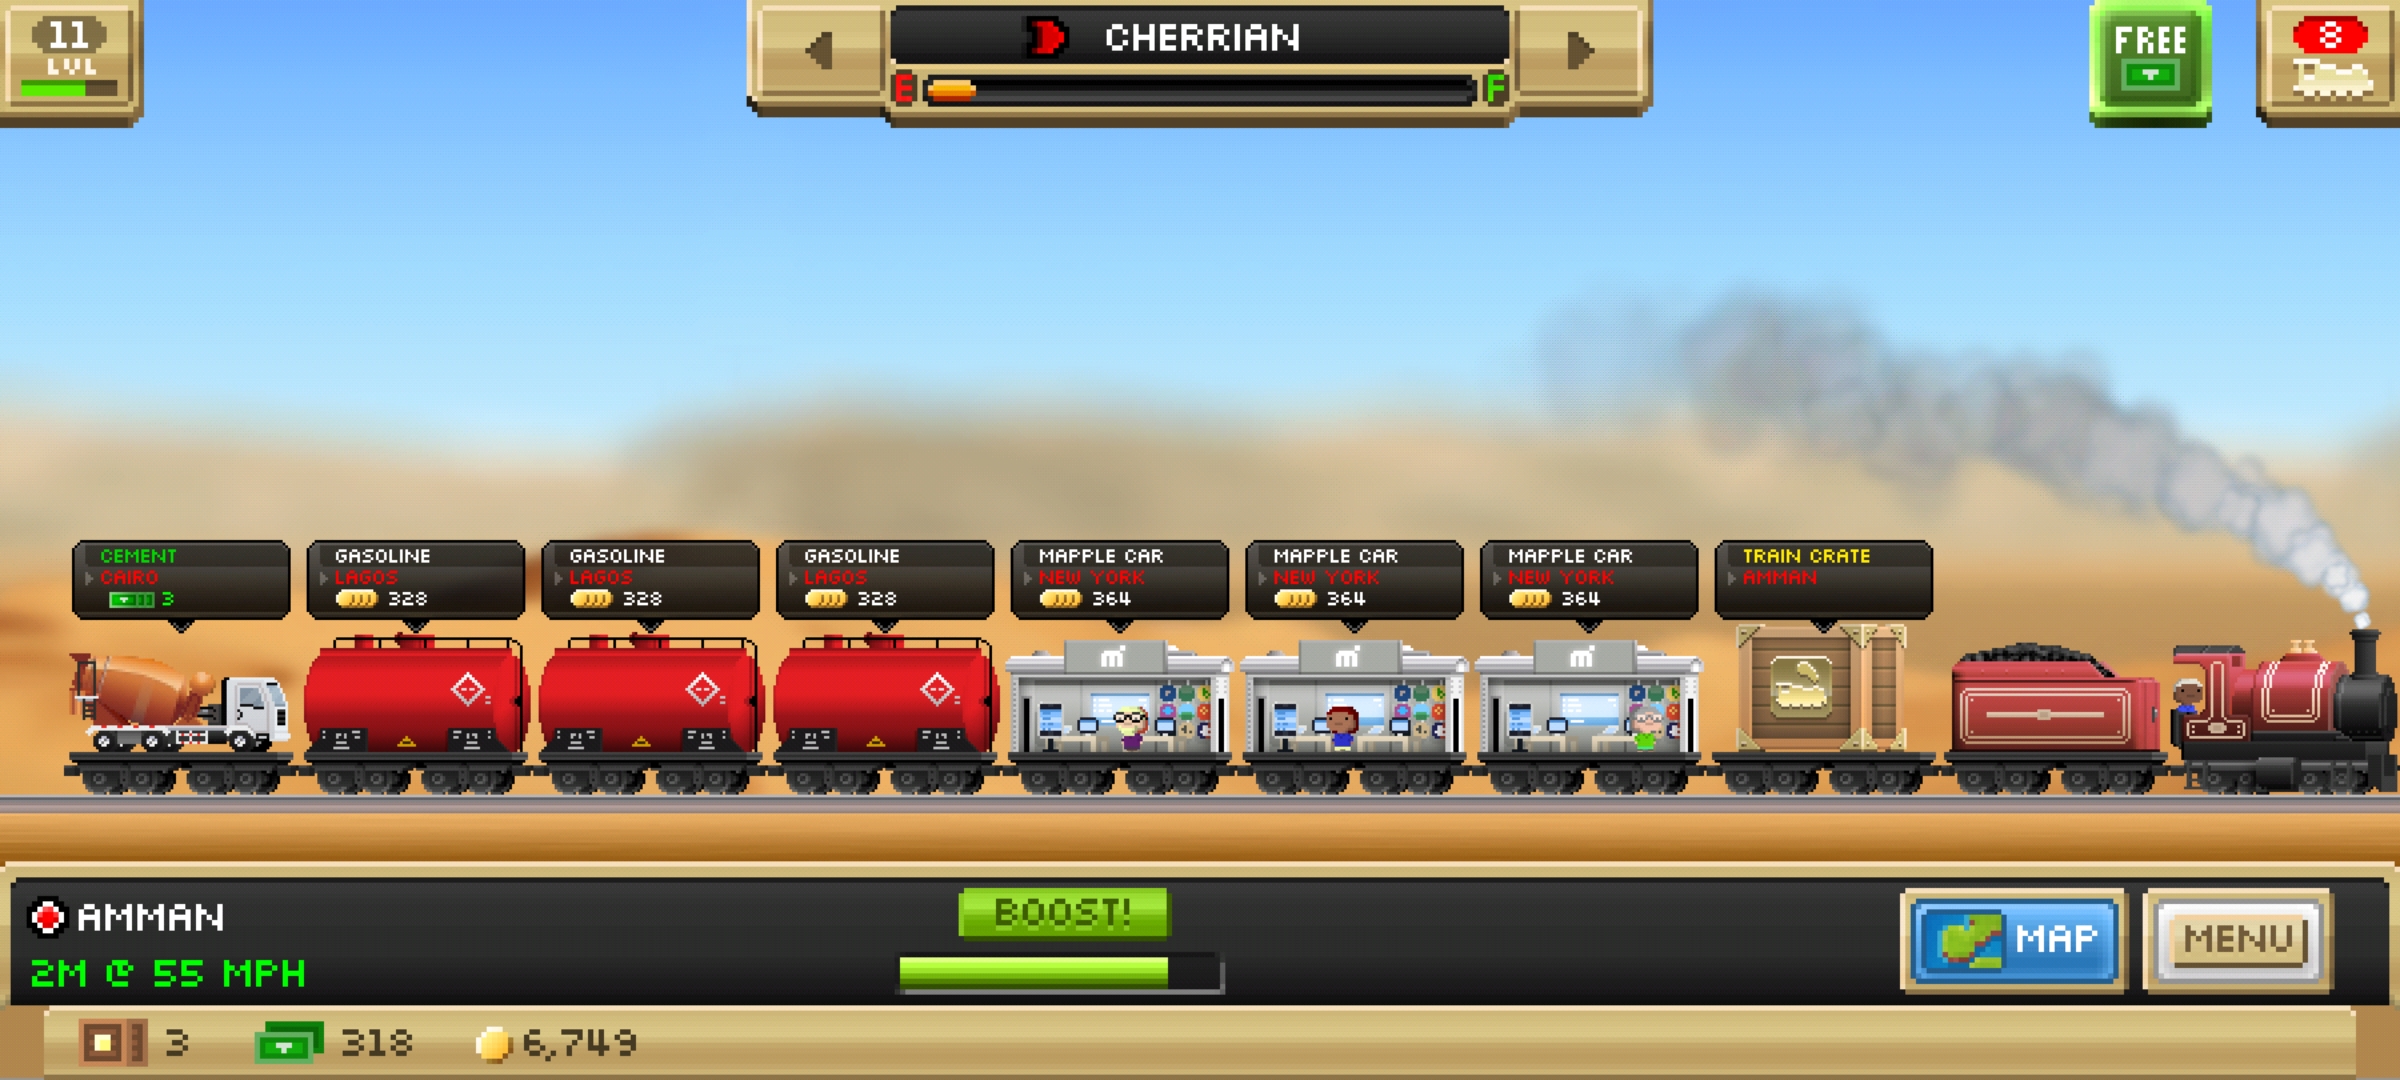 11
LVL
CHERRIAN
E F
FREE
8
CEMENT
CAIRO
3
GASOLINE
LAGOS
328
GASOLINE
LAGOS
328
GASOLINE
LAGOS
328
MAPPLE CAR
NEW YORK
364
MAPPLE CAR
NEW YORK
364
MAPPLE CAR
NEW YORK
364
TRAIN CRATE
AMMAN
m
m
m
AMMAN
2M @ 55 MPH
BOOST!
MAP
MENU
3
318
6,749